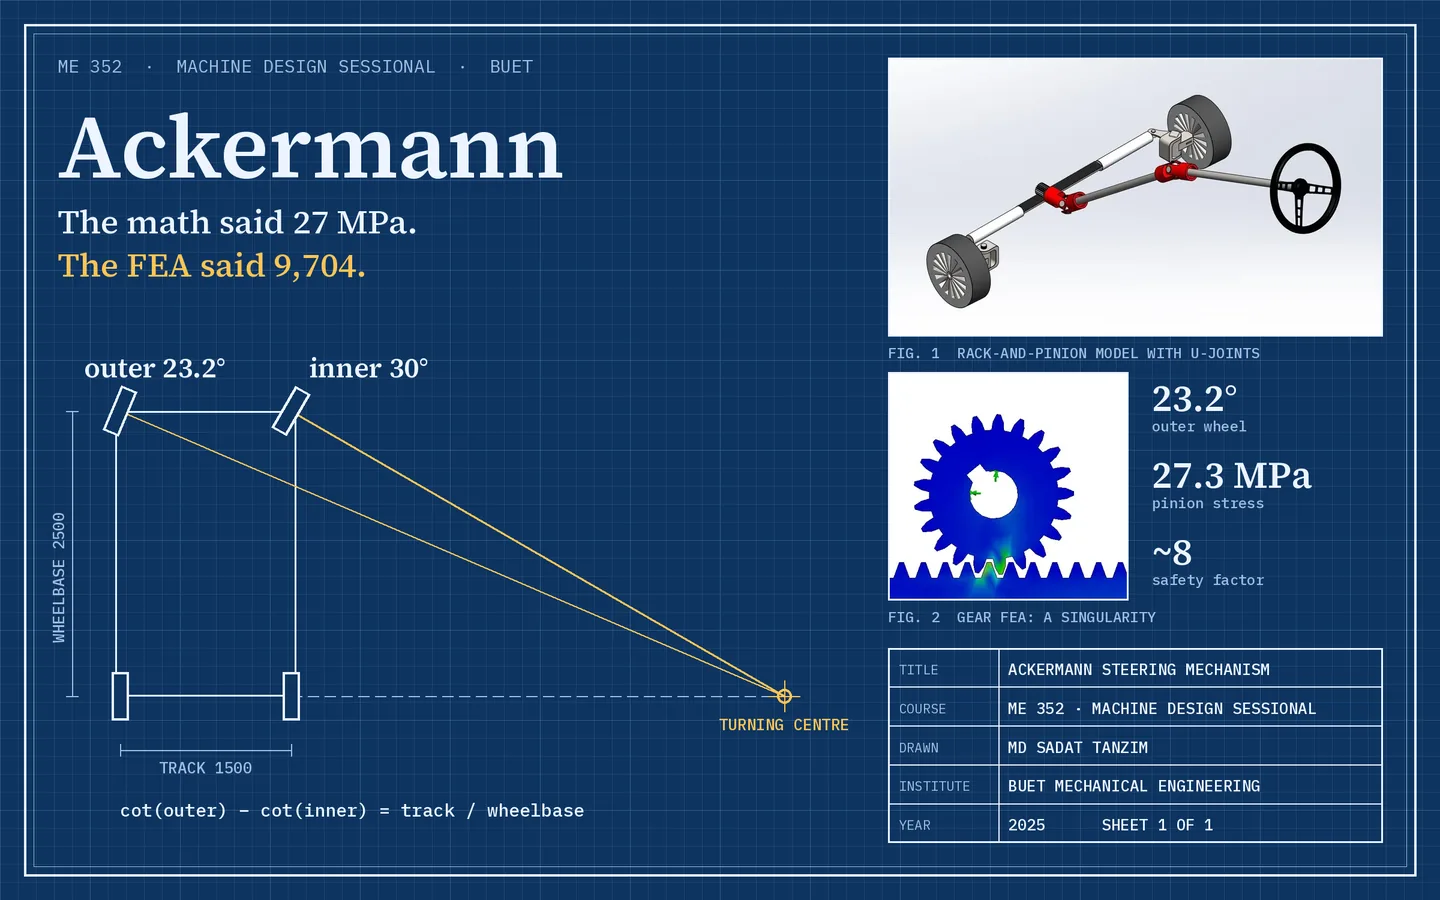 ME 352 · MACHINE DESIGN SESSIONAL · BUET
Ackermann
The math said 27 MPa.
The FEA said 9,704.
outer 23.2°
inner 30°
WHEELBASE 2500
TURNING CENTRE
TRACK 1500
cot(outer) − cot(inner) = track / wheelbase
FIG. 1 RACK-AND-PINION MODEL WITH U-JOINTS
23.2°
outer wheel
27.3 MPa
pinion stress
~8
safety factor
FIG. 2 GEAR FEA: A SINGULARITY
TITLE ACKERMANN STEERING MECHANISM
COURSE ME 352 · MACHINE DESIGN SESSIONAL
DRAWN MD SADAT TANZIM
INSTITUTE BUET MECHANICAL ENGINEERING
YEAR 2025 SHEET 1 OF 1